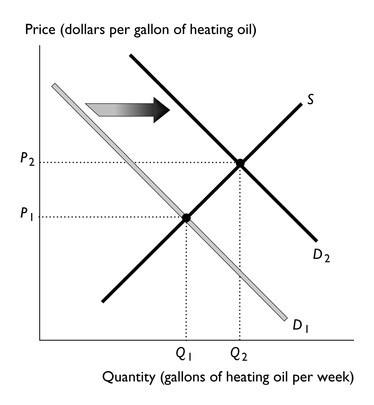 Price (dollars per gallon of heating oil)
S
P2
P1
D2
D1
Q1 Q2
Quantity (gallons of heating oil per week)